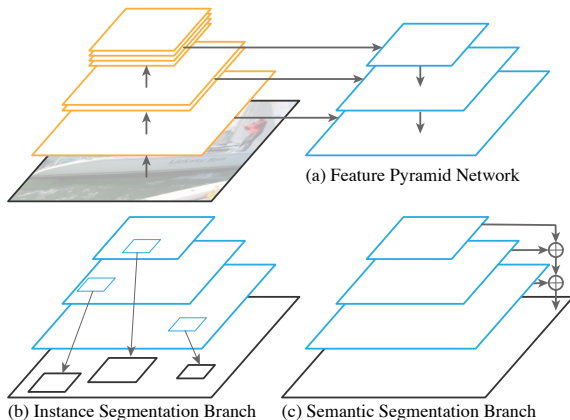 (a) Feature Pyramid Network
(b) Instance Segmentation Branch
(c) Semantic Segmentation Branch